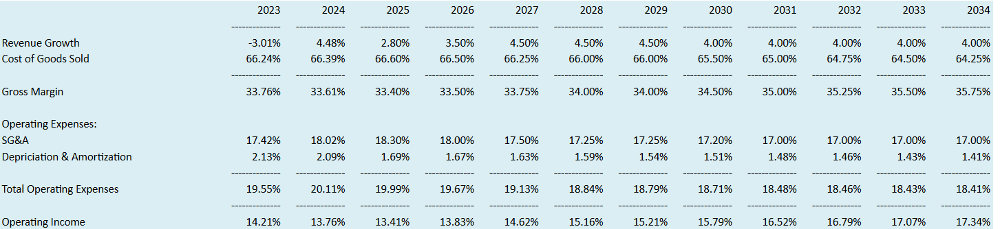 2023 2024 2025 2026 2027 2028 2029 2030 2031 2032 2033 2034
------------- ------------- ------------- ------------- ------------- ------------- ------------- ------------- ------------- ------------- ------------- -------------
Revenue Growth -3.01% 4.48% 2.80% 3.50% 4.50% 4.50% 4.50% 4.00% 4.00% 4.00% 4.00% 4.00%
Cost of Goods Sold 66.24% 66.39% 66.60% 66.50% 66.25% 66.00% 66.00% 65.50% 65.00% 64.75% 64.50% 64.25%
------------- ------------- ------------- ------------- ------------- ------------- ------------- ------------- ------------- ------------- ------------- -------------
Gross Margin 33.76% 33.61% 33.40% 33.50% 33.75% 34.00% 34.00% 34.50% 35.00% 35.25% 35.50% 35.75%
Operating Expenses:
SG&A 17.42% 18.02% 18.30% 18.00% 17.50% 17.25% 17.25% 17.20% 17.00% 17.00% 17.00% 17.00%
Depriciation & Amortization 2.13% 2.09% 1.69% 1.67% 1.63% 1.59% 1.54% 1.51% 1.48% 1.46% 1.43% 1.41%
------------- ------------- ------------- ------------- ------------- ------------- ------------- ------------- ------------- ------------- ------------- -------------
Total Operating Expenses 19.55% 20.11% 19.99% 19.67% 19.13% 18.84% 18.79% 18.71% 18.48% 18.46% 18.43% 18.41%
------------- ------------- ------------- ------------- ------------- ------------- ------------- ------------- ------------- ------------- ------------- -------------
Operating Income 14.21% 13.76% 13.41% 13.83% 14.62% 15.16% 15.21% 15.79% 16.52% 16.79% 17.07% 17.34%